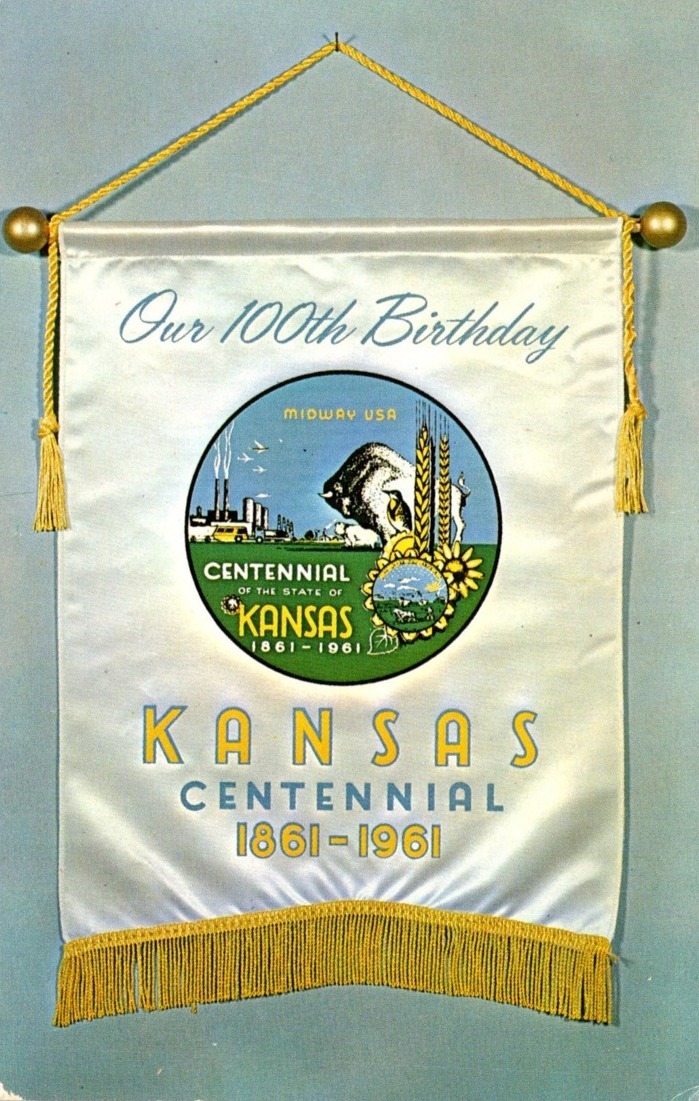 Our 100th Birthday
MIDWAY USA
CENTENNIAL
OF THE STATE OF
KANSAS
1861-1961
KANSAS
CENTENNIAL
1861-1961